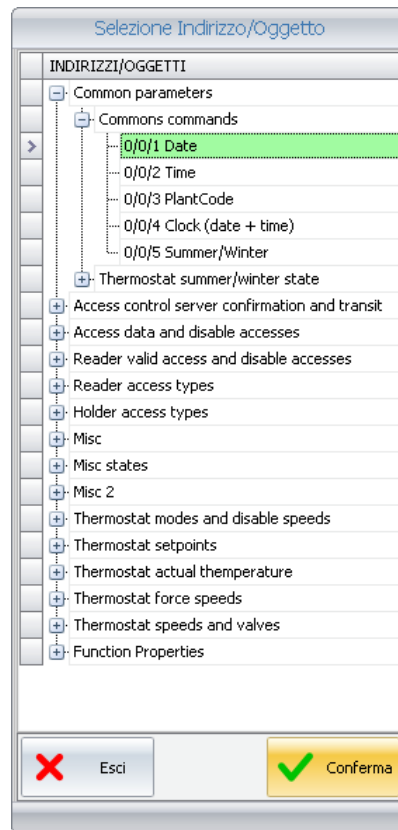 Selezione Indirizzo/Oggetto
INDIRIZZI/OGGETTI
Common parameters
Commons commands
0/0/1 Date
0/0/2 Time
0/0/3 PlantCode
0/0/4 Clock (date + time)
0/0/5 Summer/Winter
Thermostat summer/winter state
Access control server confirmation and transit
Access data and disable accesses
Reader valid access and disable accesses
Reader access types
Holder access types
Misc
Misc states
Misc 2
Thermostat modes and disable speeds
Thermostat setpoints
Thermostat actual themperature
Thermostat force speeds
Thermostat speeds and valves
Function Properties
Esci
Conferma